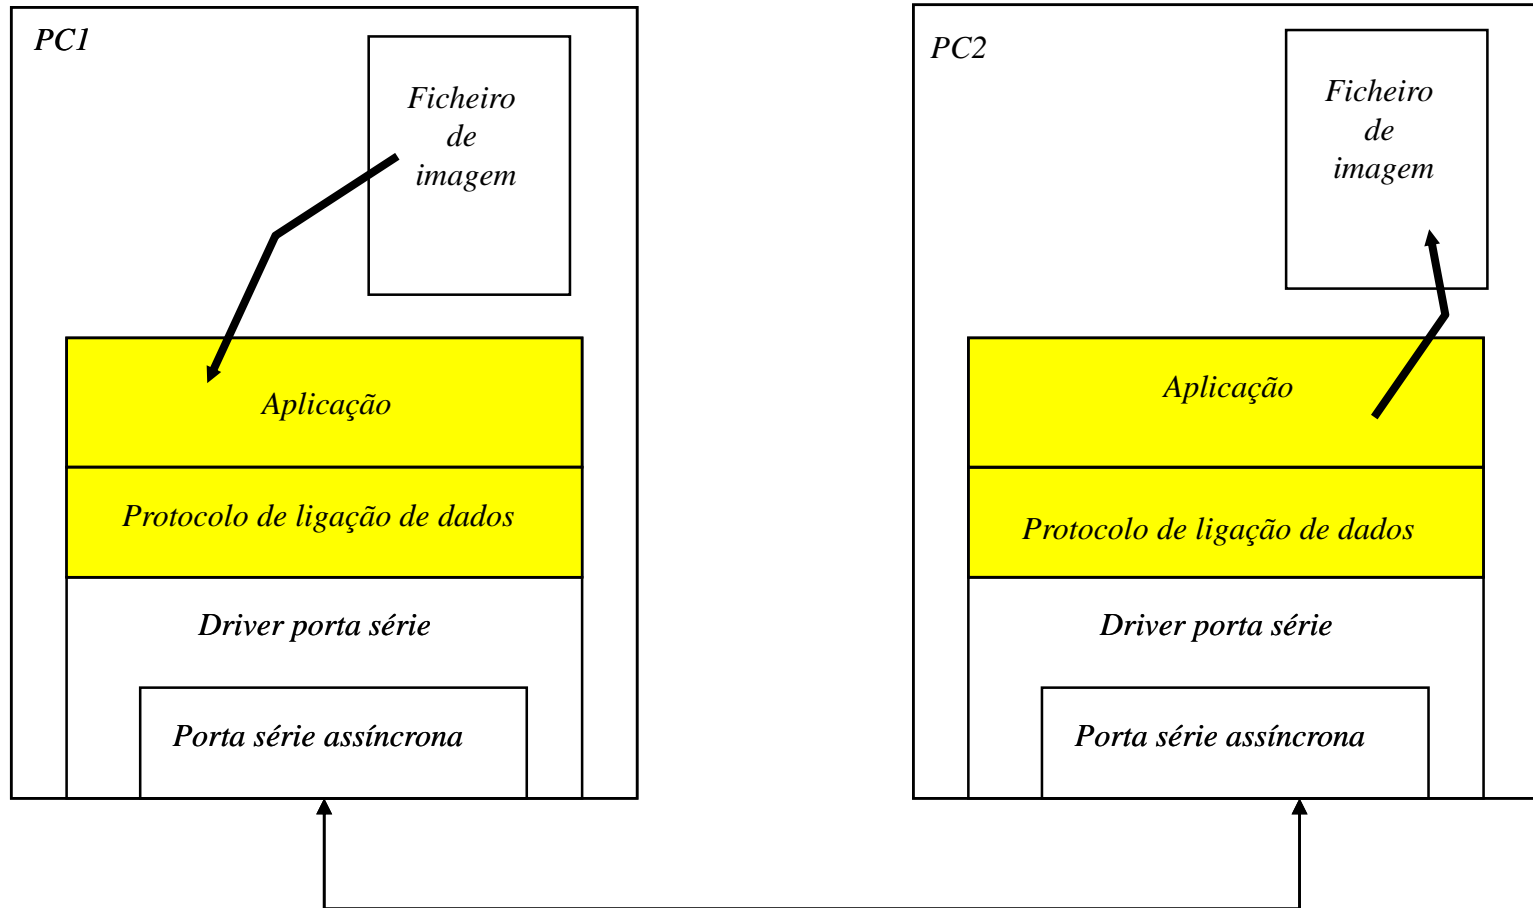 PC1
Ficheiro
de
imagem
Aplicação
Protocolo de ligação de dados
Driver porta série
Porta série assíncrona
PC2
Ficheiro
de
imagem
Aplicação
Protocolo de ligação de dados
Driver porta série
Porta série assíncrona